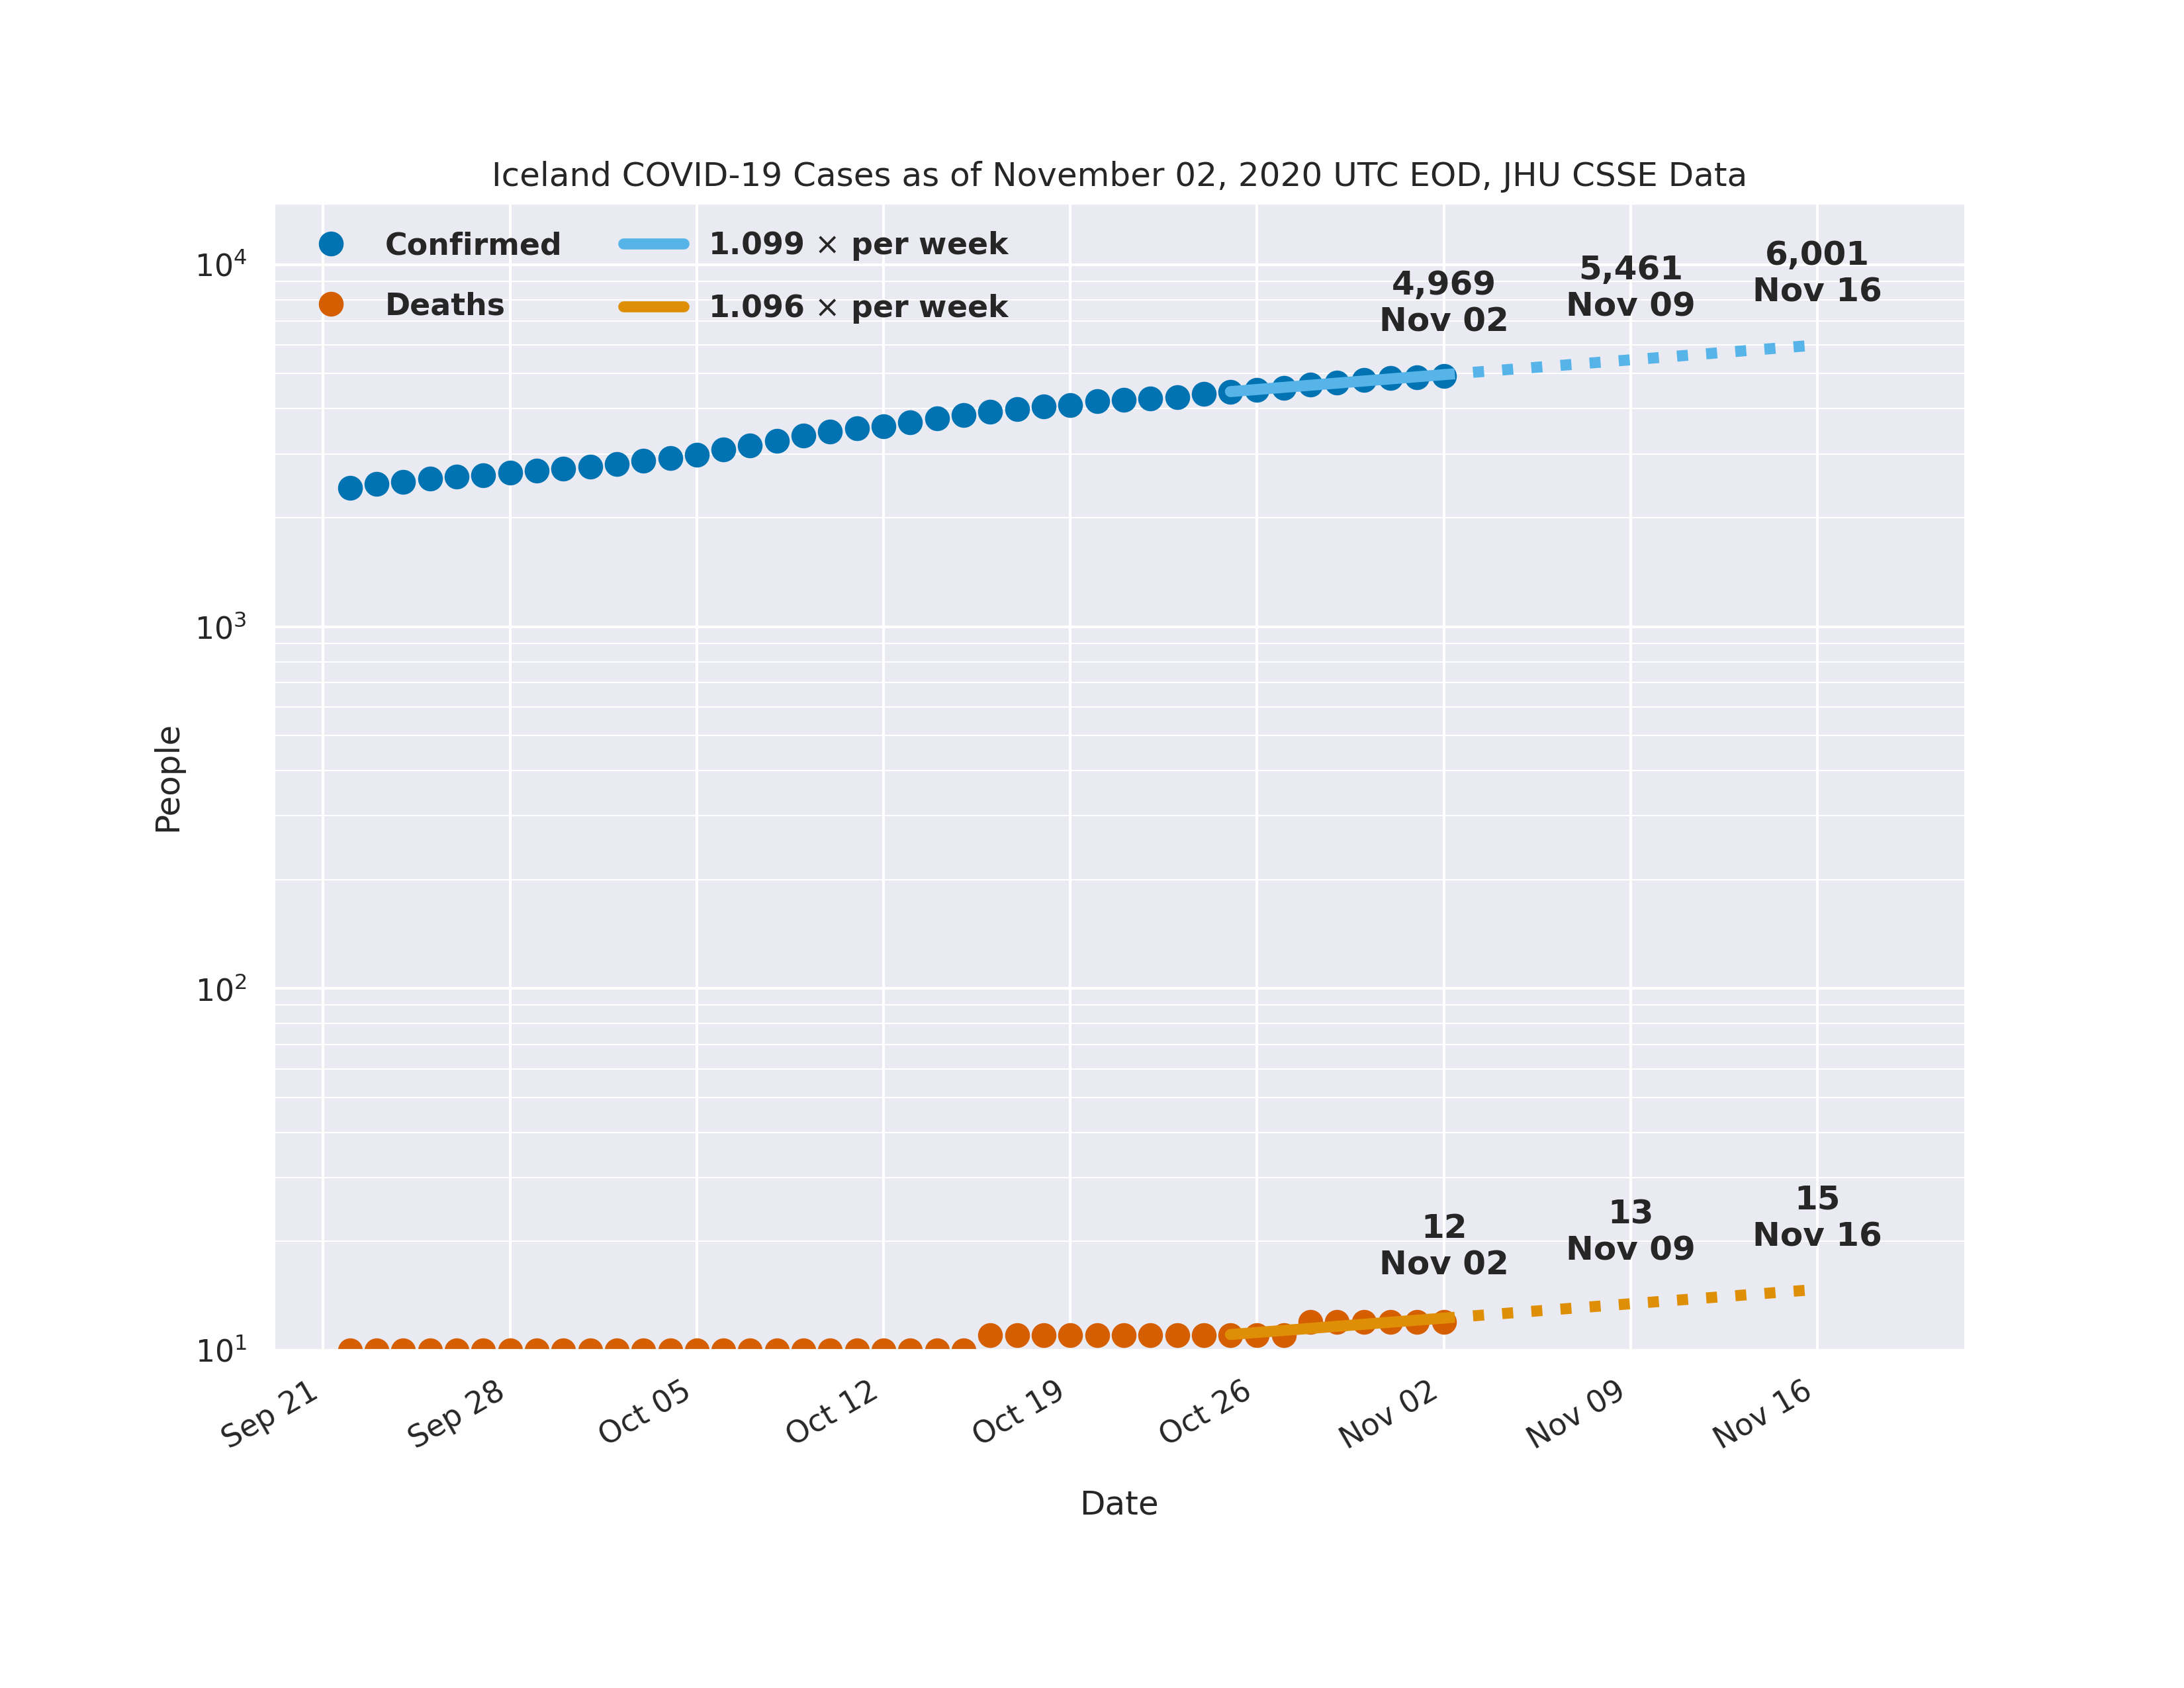 Iceland COVID-19 Cases as of November 02, 2020 UTC EOD, JHU CSSE Data
Confirmed
Deaths
1.099 × per week
1.096 × per week
4,969
Nov 02
5,461
Nov 09
6,001
Nov 16
12
Nov 02
13
Nov 09
15
Nov 16
10⁴
10³
10²
10¹
People
Sep 21
Sep 28
Oct 05
Oct 12
Oct 19
Oct 26
Nov 02
Nov 09
Nov 16
Date